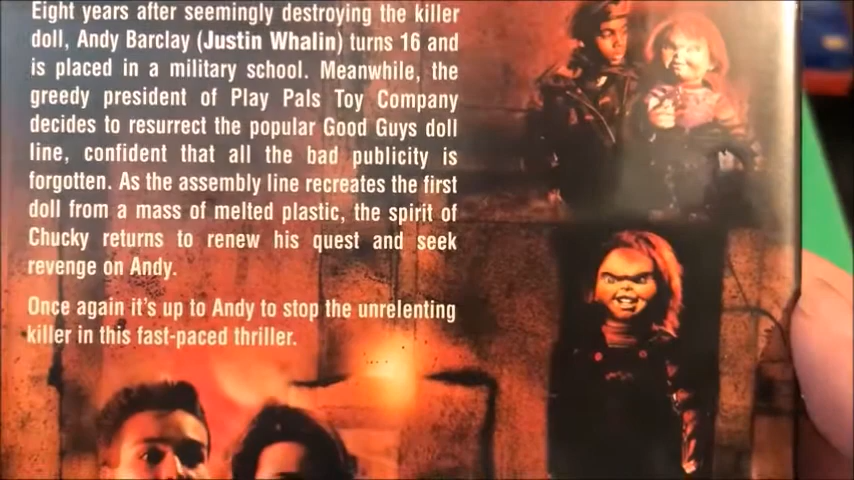 Eight years after seemingly destroying the killer
doll, Andy Barclay (Justin Whalin) turns 16 and
is placed in a military school. Meanwhile, the
greedy president of Play Pals Toy Company
decides to resurrect the popular Good Guys doll
line, confident that all the bad publicity is
forgotten. As the assembly line recreates the first
doll from a mass of melted plastic, the spirit of
Chucky returns to renew his quest and seek
revenge on Andy.
Once again it's up to Andy to stop the unrelenting
killer in this fast-paced thriller.